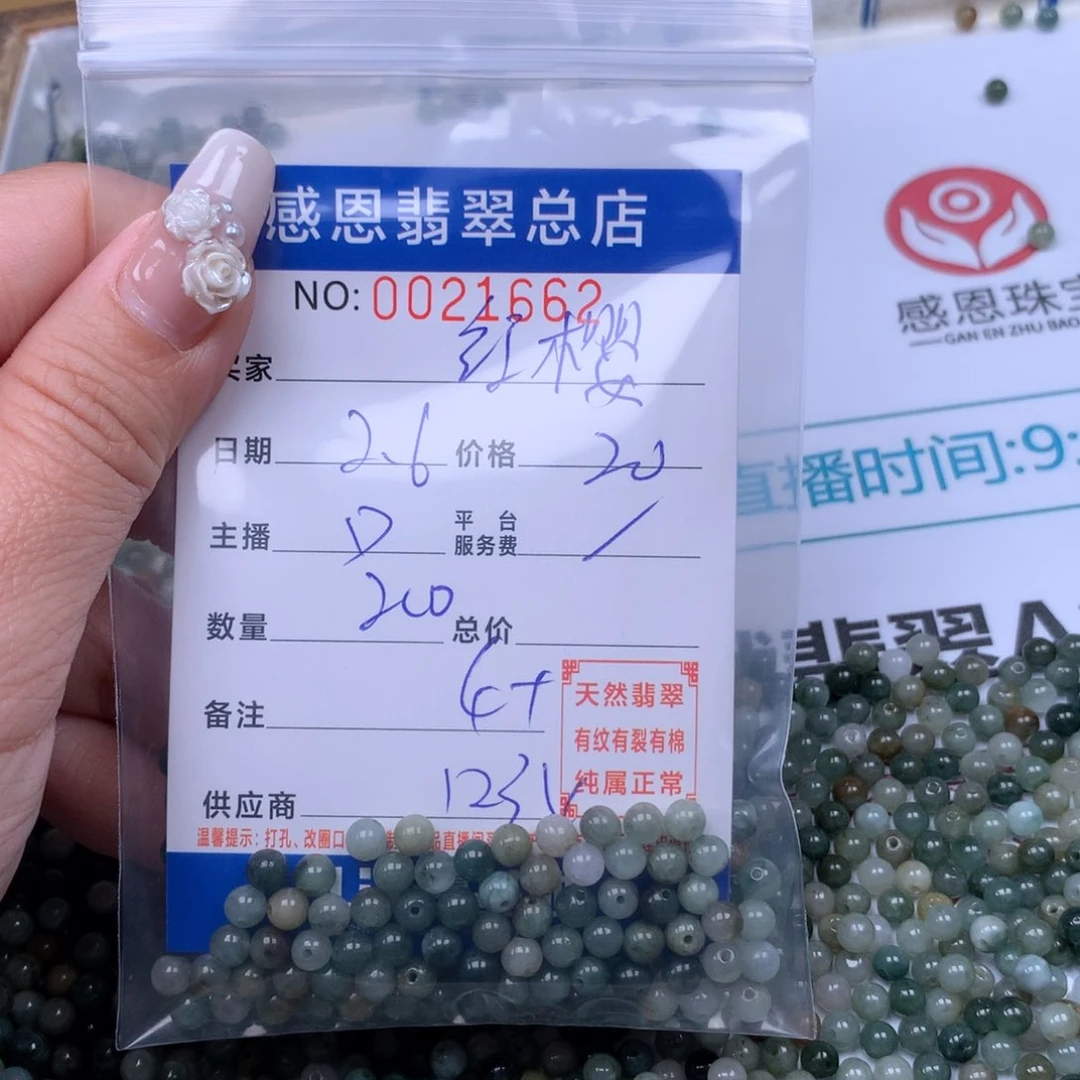 感恩翡翠总店
NO: 0021662
买家 红樱
日期 2.6 价格 20
主播 D 平台服务费 /
数量 200 总价
备注
供应商
天然翡翠
有纹有裂有棉
纯属正常
温馨提示: 打孔、改圈口
感恩珠宝
GAN EN ZHU BAO
直播时间:9:
翡翠A